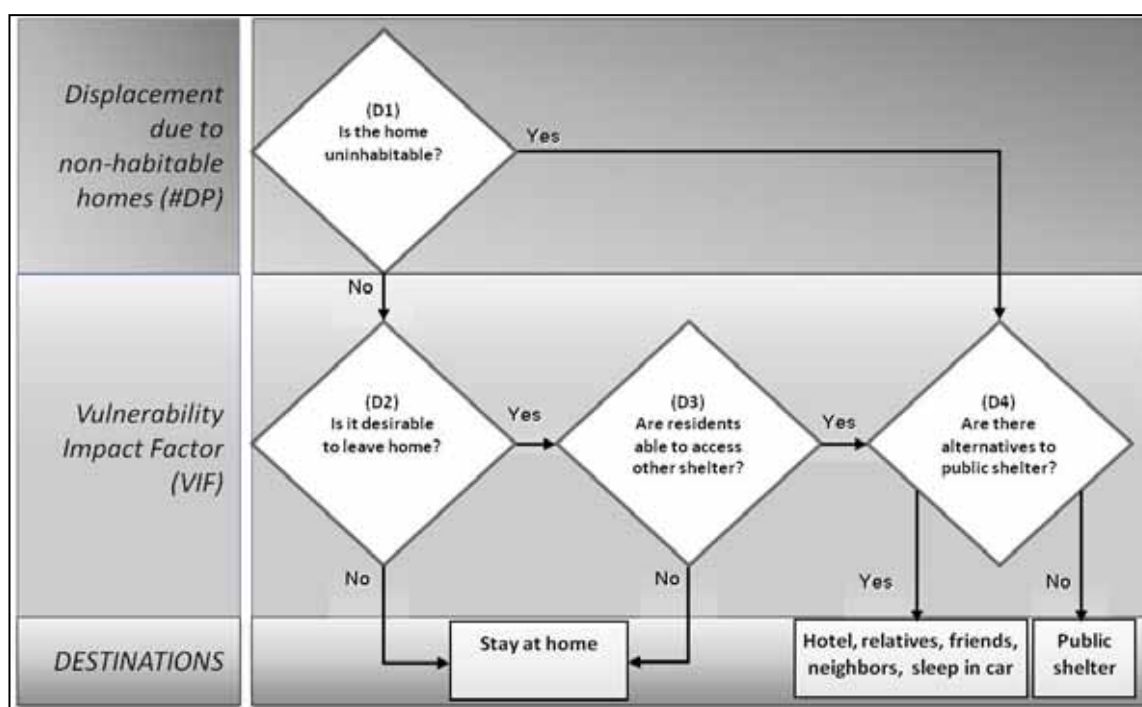 Displacement
due to
non-habitable
homes (#DP)
(D1)
Is the home
uninhabitable?
Yes
No
Vulnerability
Impact Factor
(VIF)
(D2)
Is it desirable
to leave home?
Yes
No
(D3)
Are residents
able to access
other shelter?
Yes
No
(D4)
Are there
alternatives to
public shelter?
Yes
No
DESTINATIONS
Stay at home
Hotel, relatives, friends,
neighbors, sleep in car
Public
shelter